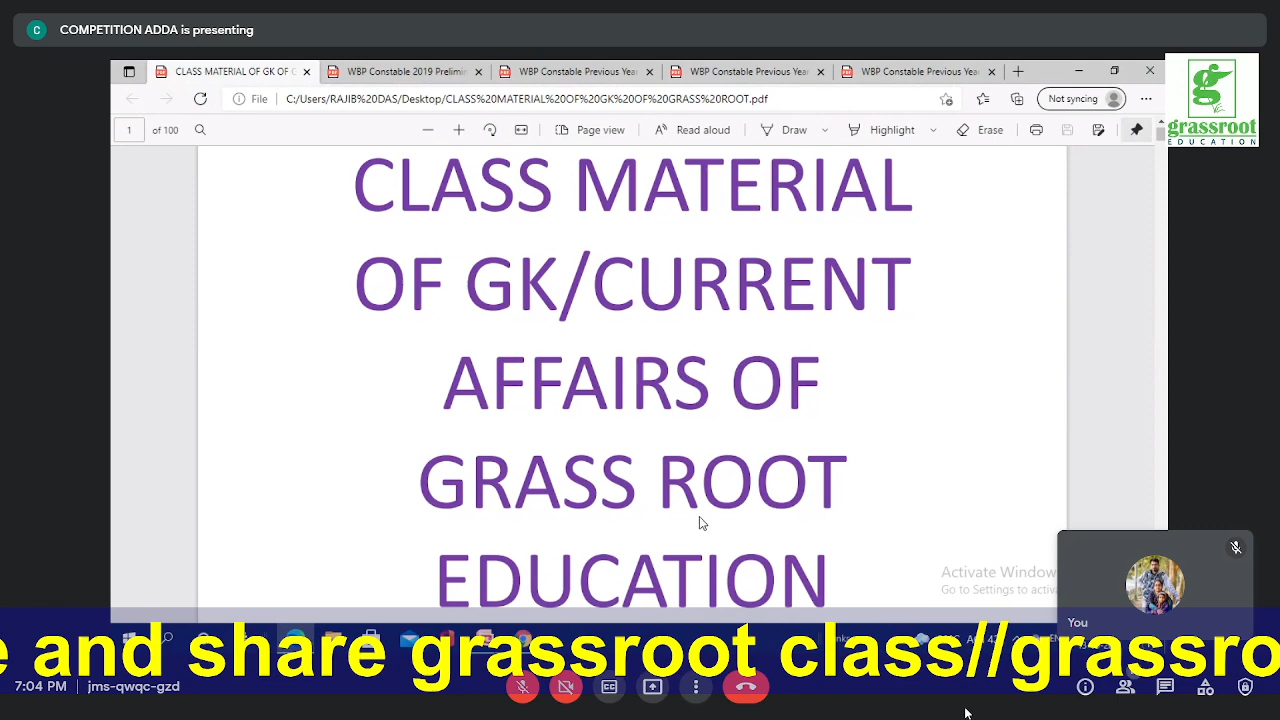 COMPETITION ADDA is presenting
CLASS MATERIAL OF GK OF G
WBP Constable 2019 Prelimin
WBP Constable Previous Year
WBP Constable Previous Year
WBP Constable Previous Year
File
C:/Users/RAJIB%20DAS/Desktop/CLASS%20MATERIAL%20OF%20GK%20OF%20GRASS%20ROOT.pdf
Not syncing
1 of 100
Page view
Read aloud
Draw
Highlight
Erase
grassroot
EDUCATION
CLASS MATERIAL
OF GK/CURRENT
AFFAIRS OF
GRASS ROOT
EDUCATION
Activate Window
Go to Settings to activa
You
e and share grassroot class//grassro
7:04 PM
jms-qwqc-gzd